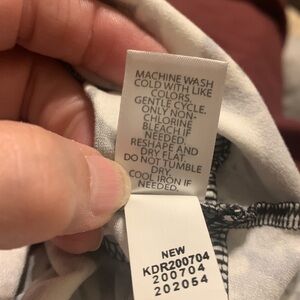 MACHINE WASH
COLD WITH LIKE
COLORS.
GENTLE CYCLE.
ONLY NON-
CHLORINE
BLEACH IF
NEEDED.
RESHAPE AND
DRY FLAT.
DO NOT TUMBLE
DRY.
COOL IRON IF
NEEDED.
NEW
KDR200704
200704
202054